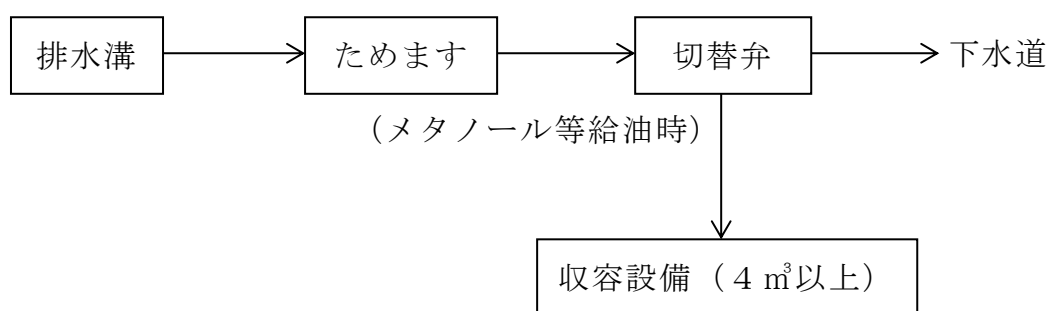 排水溝 ためます 切替弁 下水道
（メタノール等給油時）
収容設備（４㎥以上）